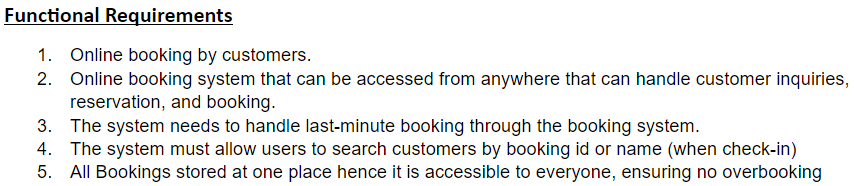 Functional Requirements
1. Online booking by customers.
2. Online booking system that can be accessed from anywhere that can handle customer inquiries,
reservation, and booking.
3. The system needs to handle last-minute booking through the booking system.
4. The system must allow users to search customers by booking id or name (when check-in)
5. All Bookings stored at one place hence it is accessible to everyone, ensuring no overbooking